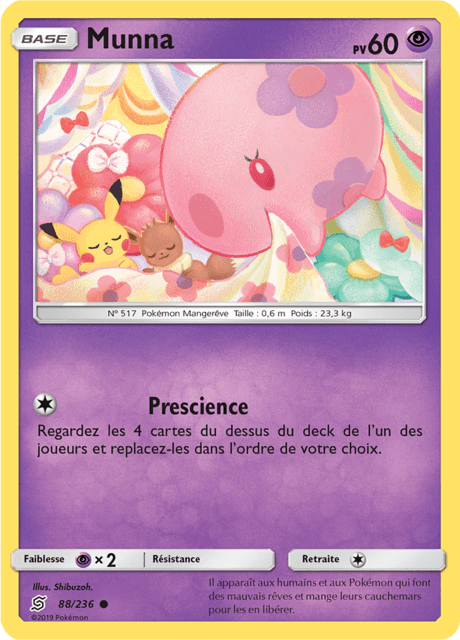 BASE Munna PV60
N° 517 Pokémon Mangerêve Taille : 0,6 m Poids : 23,3 kg
Prescience
Regardez les 4 cartes du dessus du deck de l'un des
joueurs et replacez-les dans l'ordre de votre choix.
Faiblesse ×2 Résistance Retraite
Illus. Shibuzoh.
88/236
©2019 Pokémon
Il apparaît aux humains et aux Pokémon qui font
des mauvais rêves et mange leurs cauchemars
pour les en libérer.